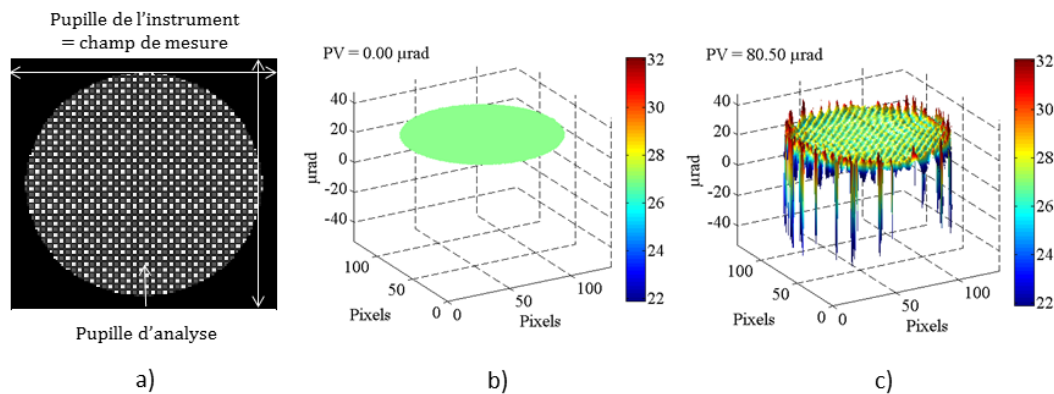 Pupille de l'instrument
= champ de mesure
Pupille d'analyse
a)
PV = 0.00 µrad
40
20
0
-20
-40
µrad
100
50
0
Pixels
0
50
100
Pixels
32
30
28
26
24
22
b)
PV = 80.50 µrad
40
20
0
-20
-40
µrad
100
50
0
Pixels
0
50
100
Pixels
32
30
28
26
24
22
c)